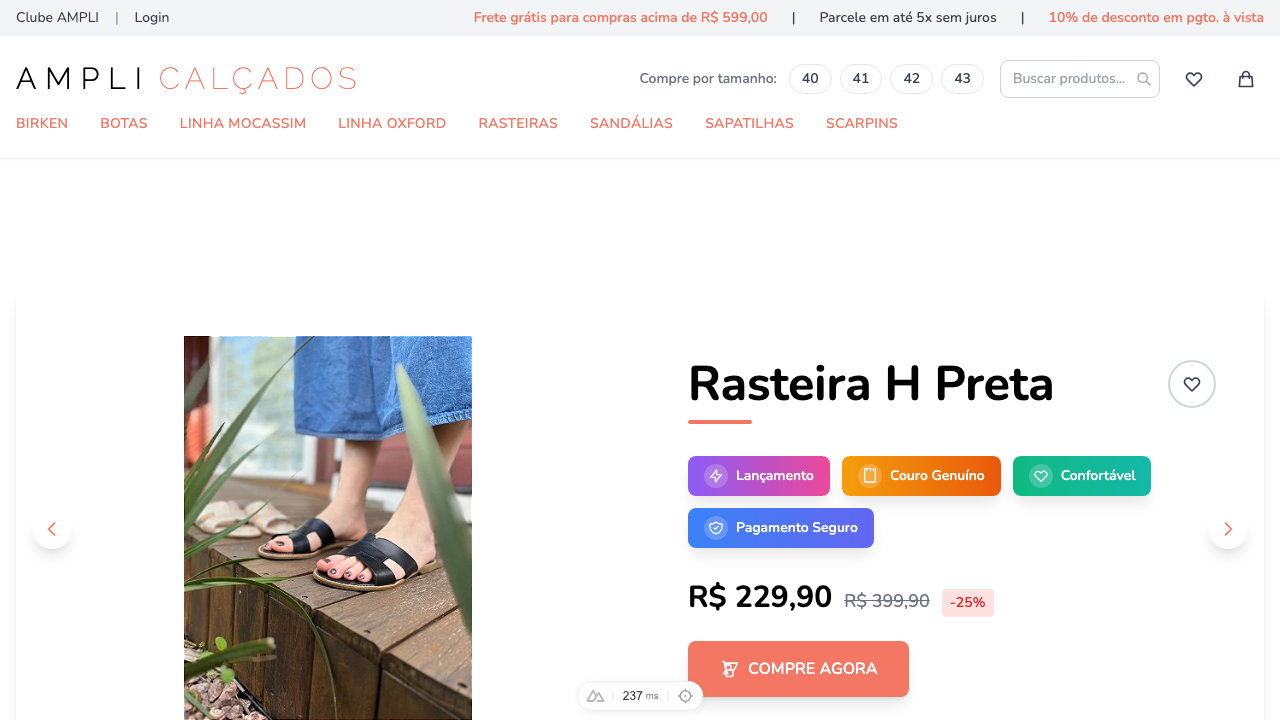 Clube AMPLI | Login
Frete grátis para compras acima de R$ 599,00 | Parcele em até 5x sem juros | 10% de desconto em pgto. à vista
AMPLI CALÇADOS
Compre por tamanho: 40 41 42 43
Buscar produtos...
BIRKEN BOTAS LINHA MOCASSIM LINHA OXFORD RASTEIRAS SANDÁLIAS SAPATILHAS SCARPINS
Rasteira H Preta
Lançamento Couro Genuíno Confortável
Pagamento Seguro
R$ 229,90 R$ 399,90 -25%
COMPRE AGORA
237 ms